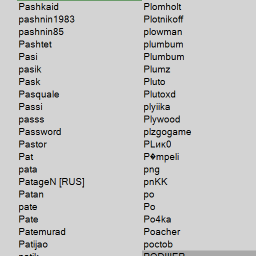 Pashkaid
pashnin1983
pashnin85
Pashtet
Pasi
pasik
Pask
Pasquale
Passi
passs
Password
Pastor
Pat
pata
PatageN [RUS]
Patan
pate
Pate
Patemurad
Patijao
Plomholt
Plotnikoff
plowman
plumbum
Plumbum
Plumz
Pluto
Plutoxd
plyiika
Plywood
plzgogame
PLик0
P♦mpeli
png
pnKK
po
Po
Po4ka
Poacher
poctob